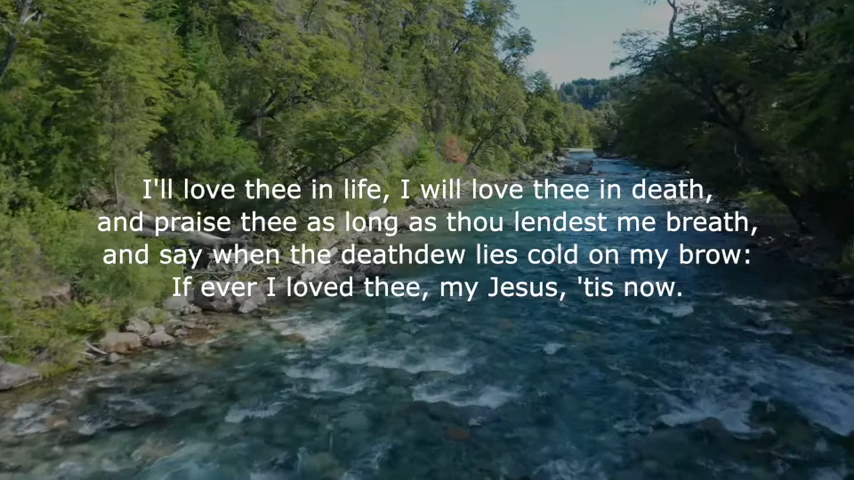 I'll love thee in life, I will love thee in death,
and praise thee as long as thou lendest me breath,
and say when the deathdew lies cold on my brow:
If ever I loved thee, my Jesus, 'tis now.